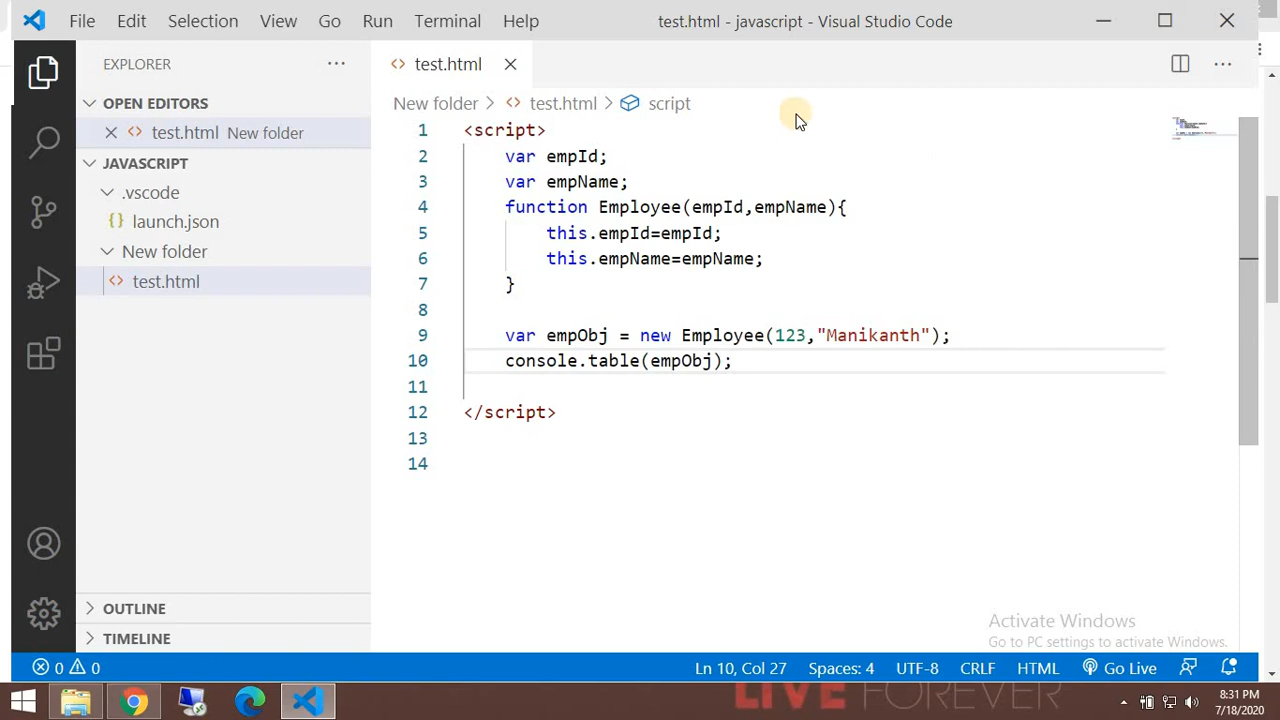 File Edit Selection View Go Run Terminal Help test.html - javascript - Visual Studio Code
EXPLORER
OPEN EDITORS
test.html New folder
JAVASCRIPT
.vscode
launch.json
New folder
test.html
OUTLINE
TIMELINE
test.html
New folder > test.html > script
1 <script>
2 var empId;
3 var empName;
4 function Employee(empId,empName){
5 this.empId=empId;
6 this.empName=empName;
7 }
8
9 var empObj = new Employee(123,"Manikanth");
10 console.table(empObj);
11
12 </script>
13
14
Activate Windows
Go to PC settings to activate Windows.
0 0 Ln 10, Col 27 Spaces: 4 UTF-8 CRLF HTML Go Live
LIVE FOREVER
8:31 PM
7/18/2020